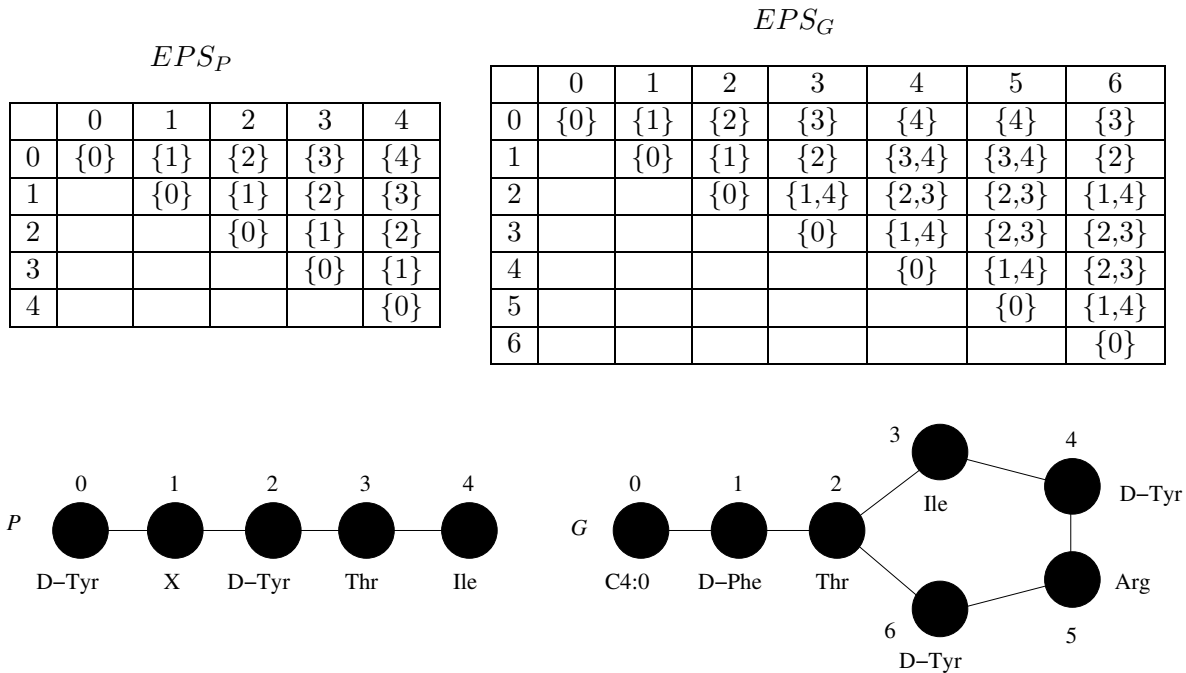 EPS_P
0 1 2 3 4
0 {0} {1} {2} {3} {4}
1 {0} {1} {2} {3}
2 {0} {1} {2}
3 {0} {1}
4 {0}
EPS_G
0 1 2 3 4 5 6
0 {0} {1} {2} {3} {4} {4} {3}
1 {0} {1} {2} {3,4} {3,4} {2}
2 {0} {1,4} {2,3} {2,3} {1,4}
3 {0} {1,4} {2,3} {2,3}
4 {0} {1,4} {2,3}
5 {0} {1,4}
6 {0}
0 1 2 3 4
P
D−Tyr X D−Tyr Thr Ile
0 1 2 3 4
G
C4:0 D−Phe Thr Ile D−Tyr
Arg
6 5
D−Tyr